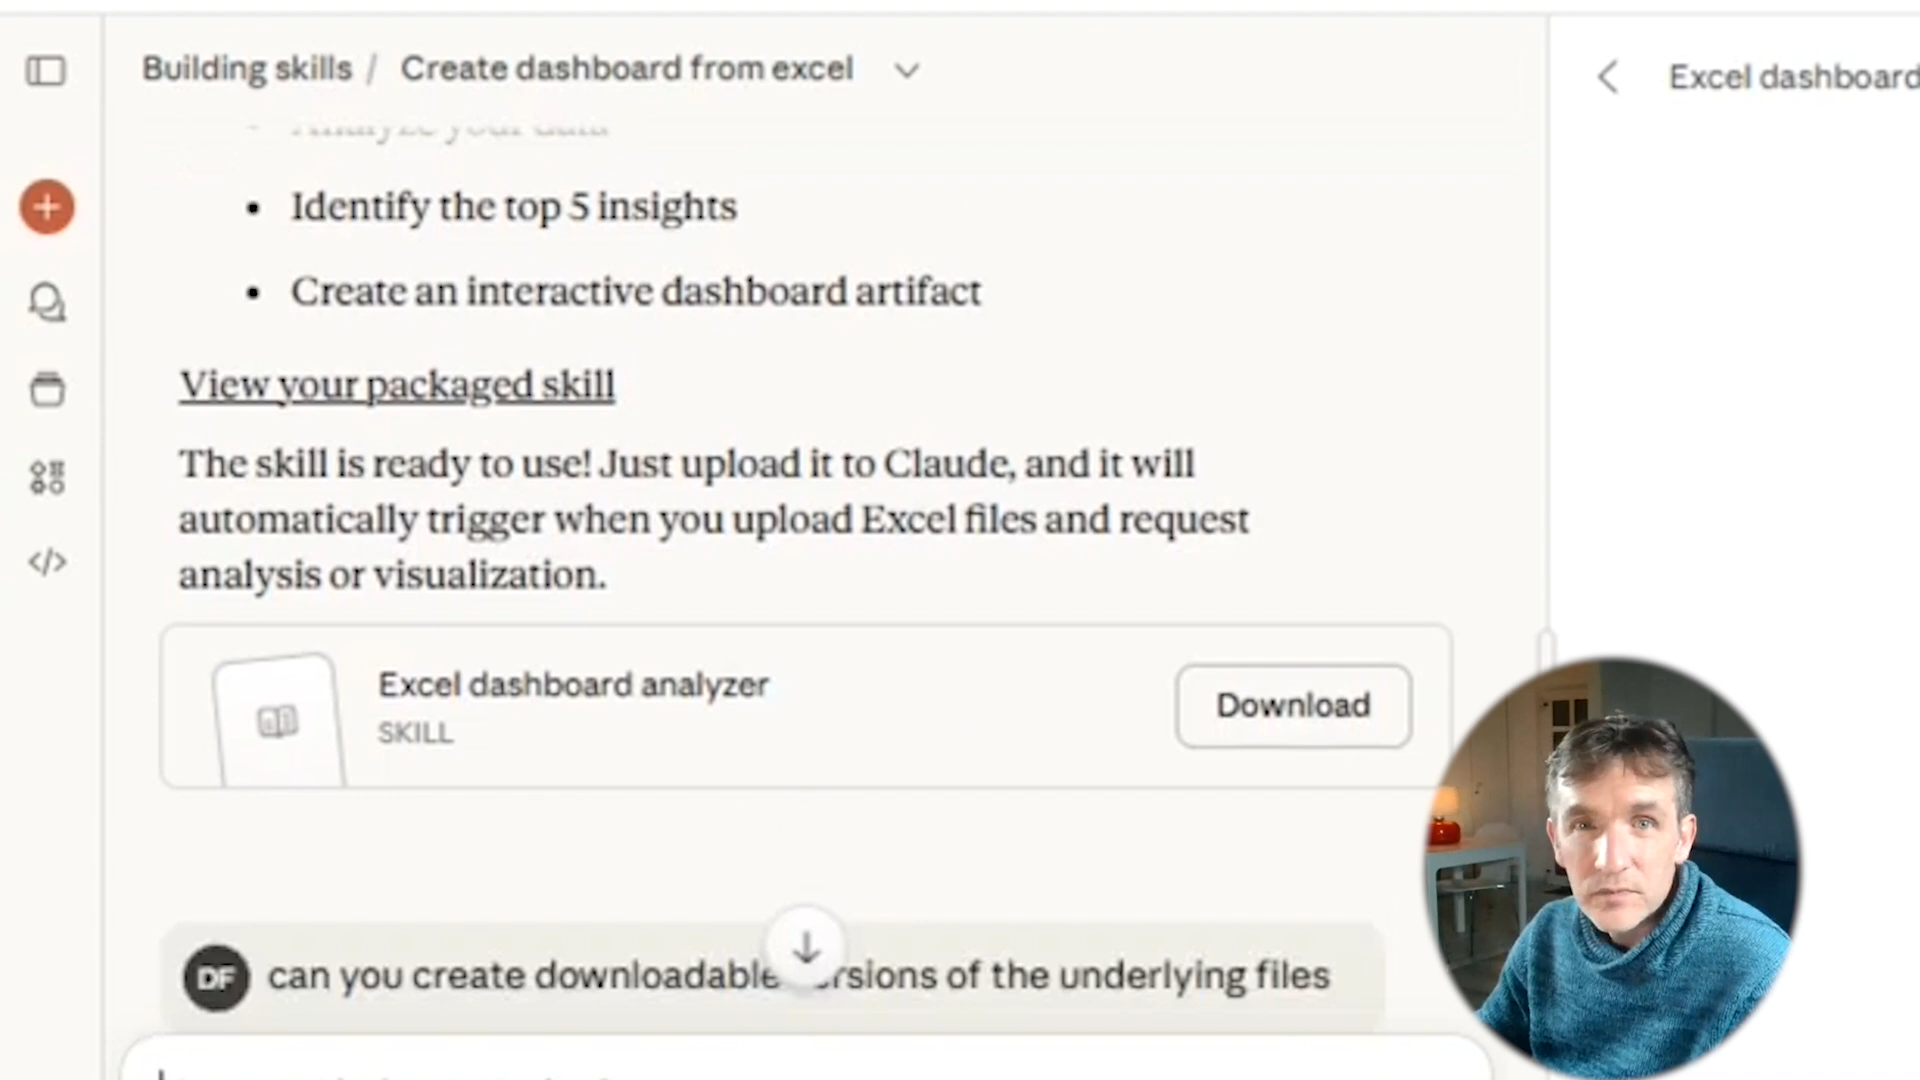 Building skills / Create dashboard from excel
Excel dashboard
Analyze your data
• Identify the top 5 insights
• Create an interactive dashboard artifact
View your packaged skill
The skill is ready to use! Just upload it to Claude, and it will
automatically trigger when you upload Excel files and request
analysis or visualization.
Excel dashboard analyzer
SKILL
Download
DF
can you create downloadable rsions of the underlying files